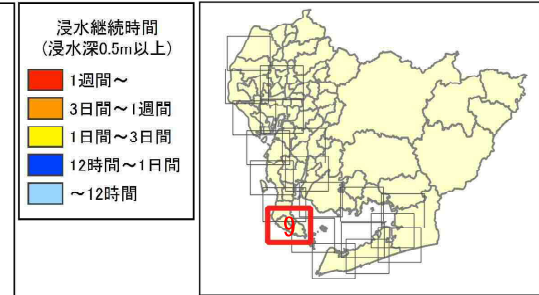 浸水継続時間
(浸水深0.5m以上)
1週間～
3日間～1週間
1日間～3日間
12時間～1日間
～12時間
9